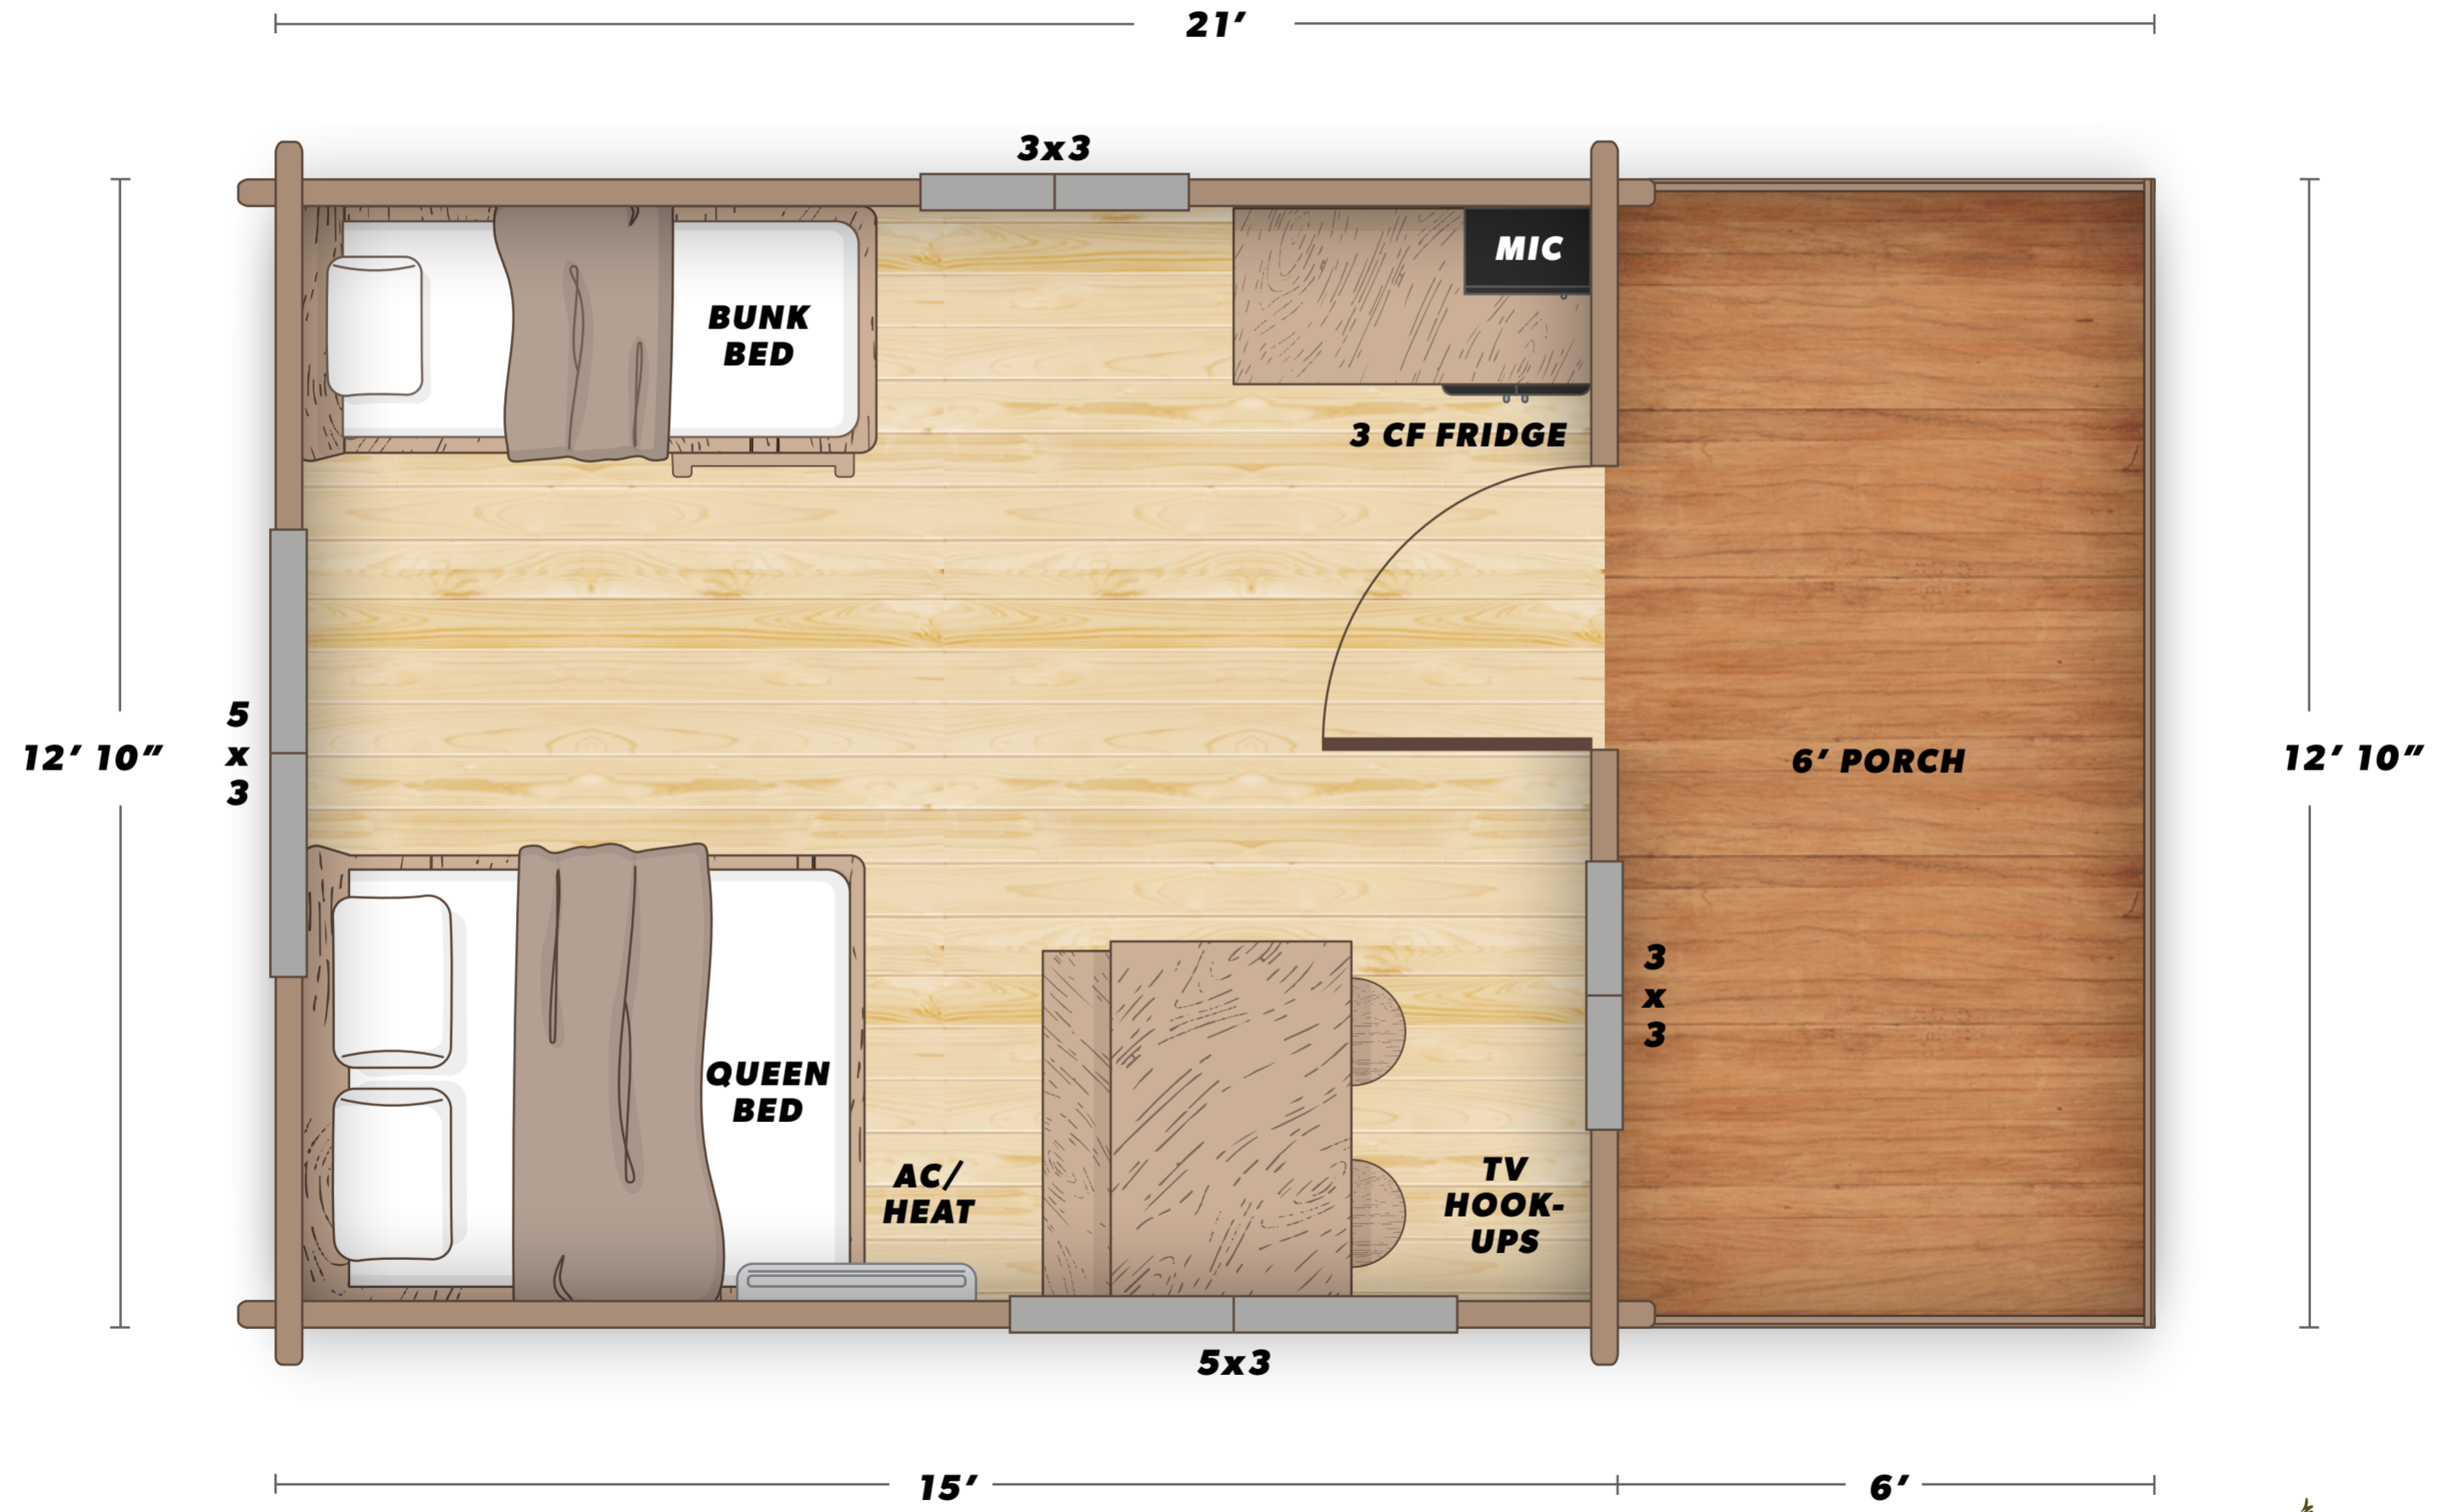 21’
3x3
MIC
BUNK
BED
3 CF FRIDGE
5
x
3
12’ 10”
6’ PORCH
12’ 10”
3
x
3
QUEEN
BED
AC/
HEAT
TV
HOOK-
UPS
5x3
15’
6’